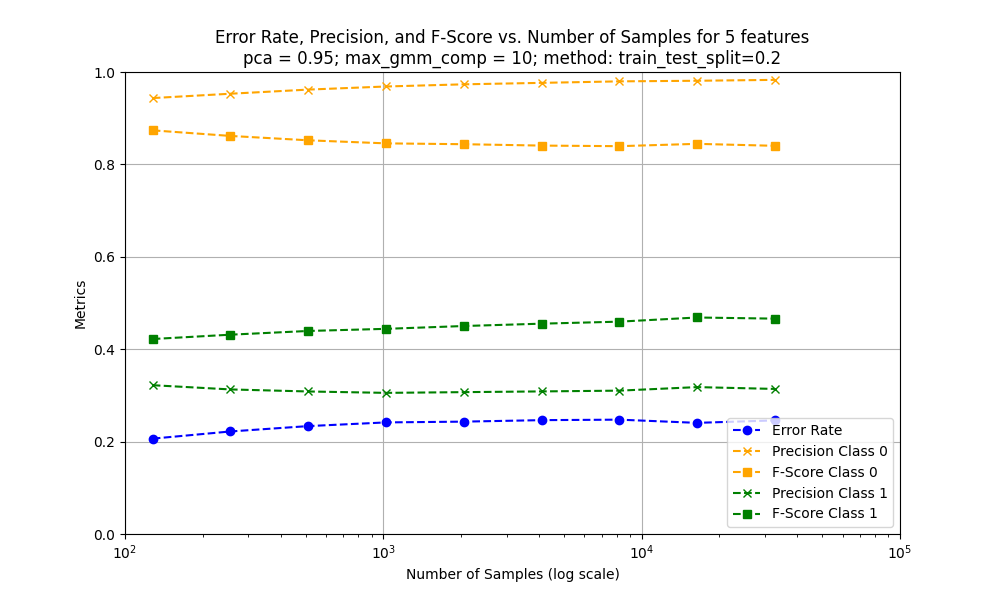 Error Rate, Precision, and F-Score vs. Number of Samples for 5 features
pca = 0.95; max_gmm_comp = 10; method: train_test_split=0.2
1.0
0.8
0.6
0.4
0.2
0.0
Metrics
10²
10³
10⁴
10⁵
Number of Samples (log scale)
Error Rate
Precision Class 0
F-Score Class 0
Precision Class 1
F-Score Class 1